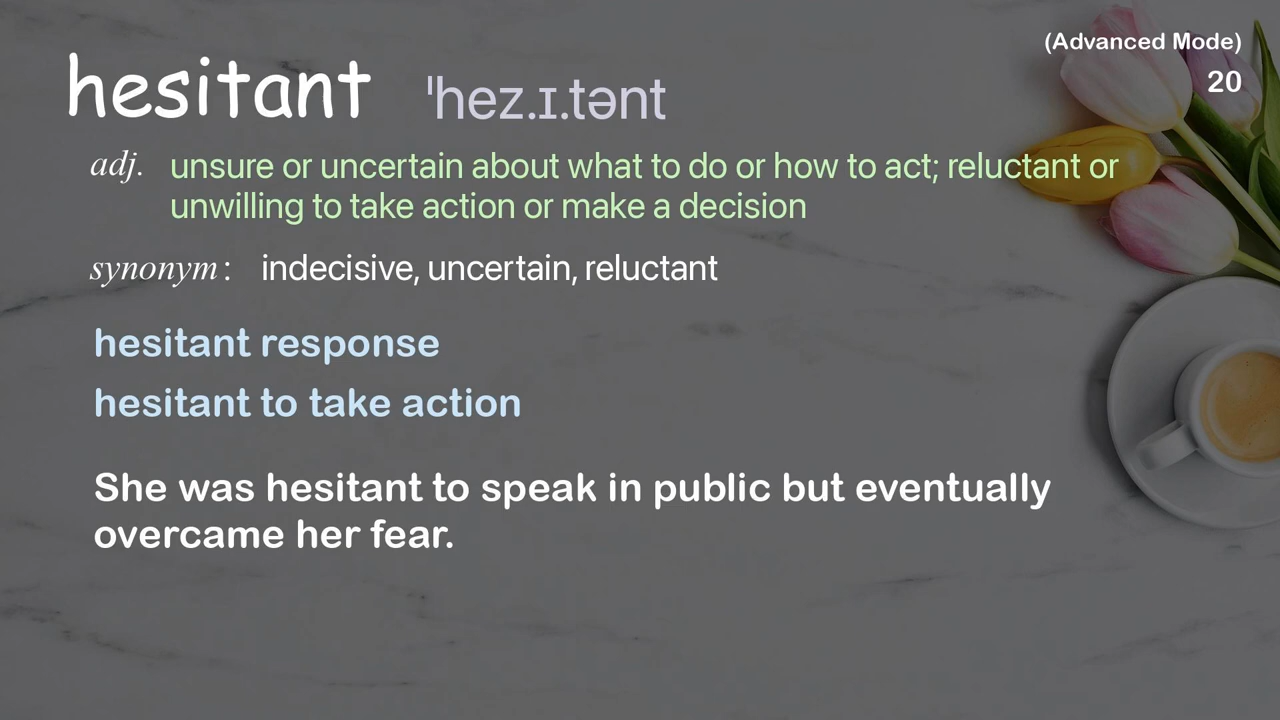 (Advanced Mode)
20
hesitant ˈhez.ɪ.tənt
adj. unsure or uncertain about what to do or how to act; reluctant or
unwilling to take action or make a decision
synonym: indecisive, uncertain, reluctant
hesitant response
hesitant to take action
She was hesitant to speak in public but eventually
overcame her fear.